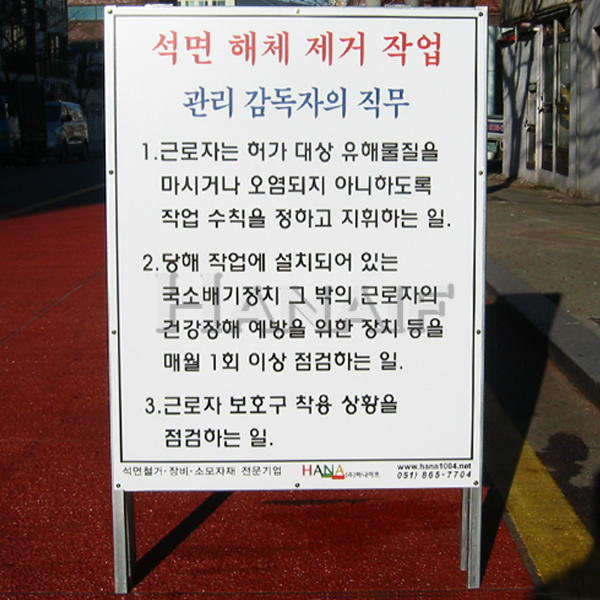 석면 해체 제거 작업
관리 감독자의 직무
1.근로자는 허가 대상 유해물질을
마시거나 오염되지 아니하도록
작업 수칙을 정하고 지휘하는 일.
2.당해 작업에 설치되어 있는
국소배기장치 그 밖의 근로자의
건강장해 예방을 위한 장치 등을
매월 1회 이상 점검하는 일.
3.근로자 보호구 착용 상황을
점검하는 일.
석면철거·장비·소모자재 전문기업 HANA (주)하나이프 www.hana1004.net
051) 865-7704
HANAIF